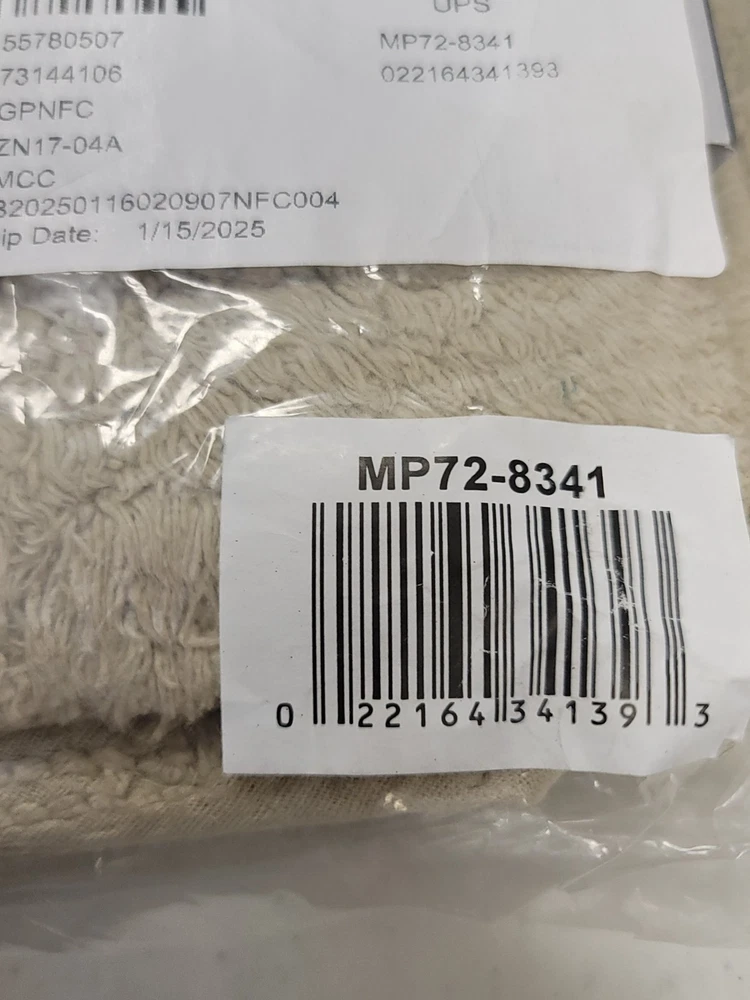 UPS
55780507 MP72-8341
73144106 022164341393
GPNFC
ZN17-04A
MCC
320250116020907NFC004
ip Date: 1/15/2025
MP72-8341
0 22164 34139 3